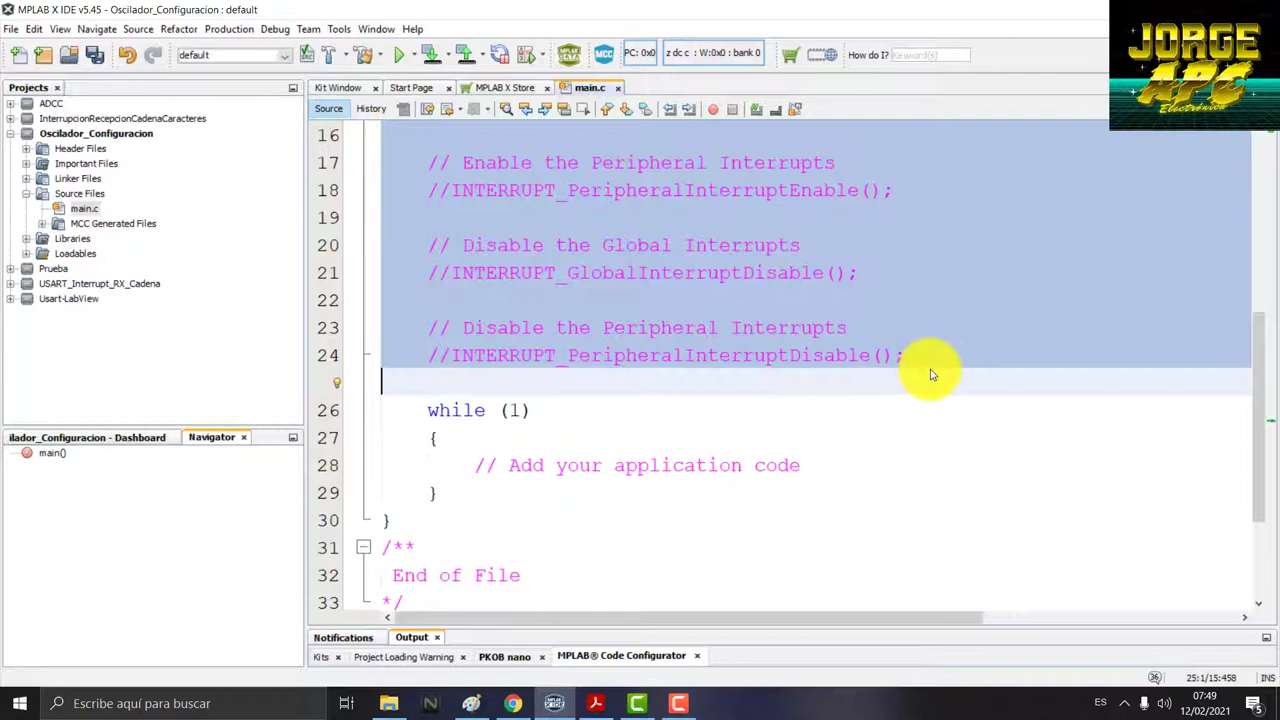 MPLAB X IDE v5.45 - Oscilador_Configuracion : default
File Edit View Navigate Source Refactor Production Debug Team Tools Window Help
default
PC: 0x0
z dc c : W:0x0 : bank 0
How do I? Keyword(s)
JORGE
APC
Electrónica
Projects
Kit Window
Start Page
MPLAB X Store
main.c
Source
History
ADCC
InterrupcionRecepcionCadenaCaracteres
Oscilador_Configuracion
Header Files
Important Files
Linker Files
Source Files
main.c
MCC Generated Files
Libraries
Loadables
Prueba
USART_Interrupt_RX_Cadena
Usart-LabView
16
17 // Enable the Peripheral Interrupts
18 //INTERRUPT_PeripheralInterruptEnable();
19
20 // Disable the Global Interrupts
21 //INTERRUPT_GlobalInterruptDisable();
22
23 // Disable the Peripheral Interrupts
24 //INTERRUPT_PeripheralInterruptDisable();
26 while (1)
27 {
28 // Add your application code
29 }
30 }
31 /**
32 End of File
33 */
ilador_Configuracion - Dashboard
Navigator
main()
Notifications
Output
Kits
Project Loading Warning
PKOB nano
MPLAB® Code Configurator
25:1/15:458
INS
Escribe aquí para buscar
ES
07:49
12/02/2021
5